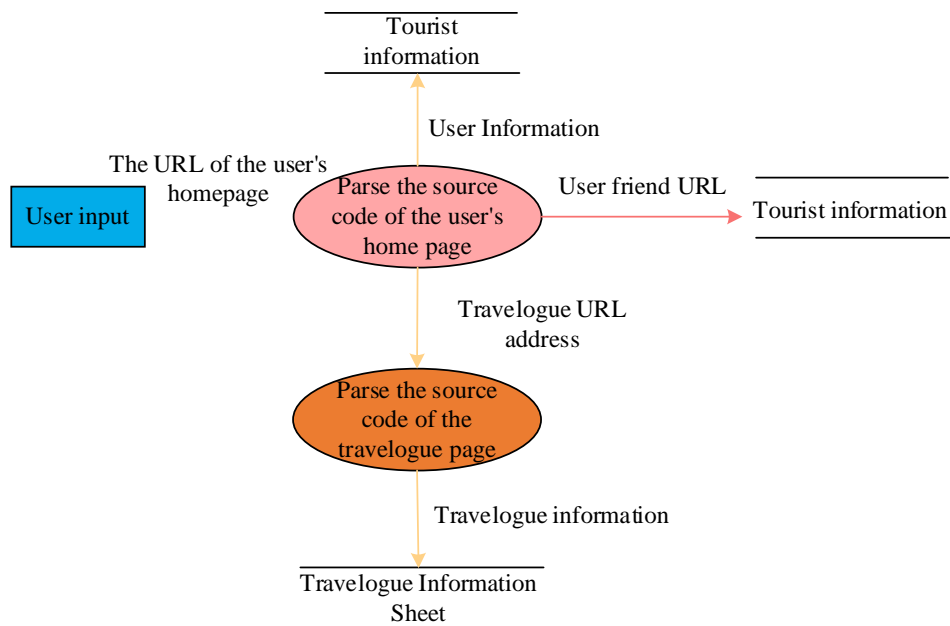 Tourist
information
User Information
The URL of the user's
homepage
User input
Parse the source
code of the user's
home page
User friend URL
Tourist information
Travelogue URL
address
Parse the source
code of the
travelogue page
Travelogue information
Travelogue Information
Sheet